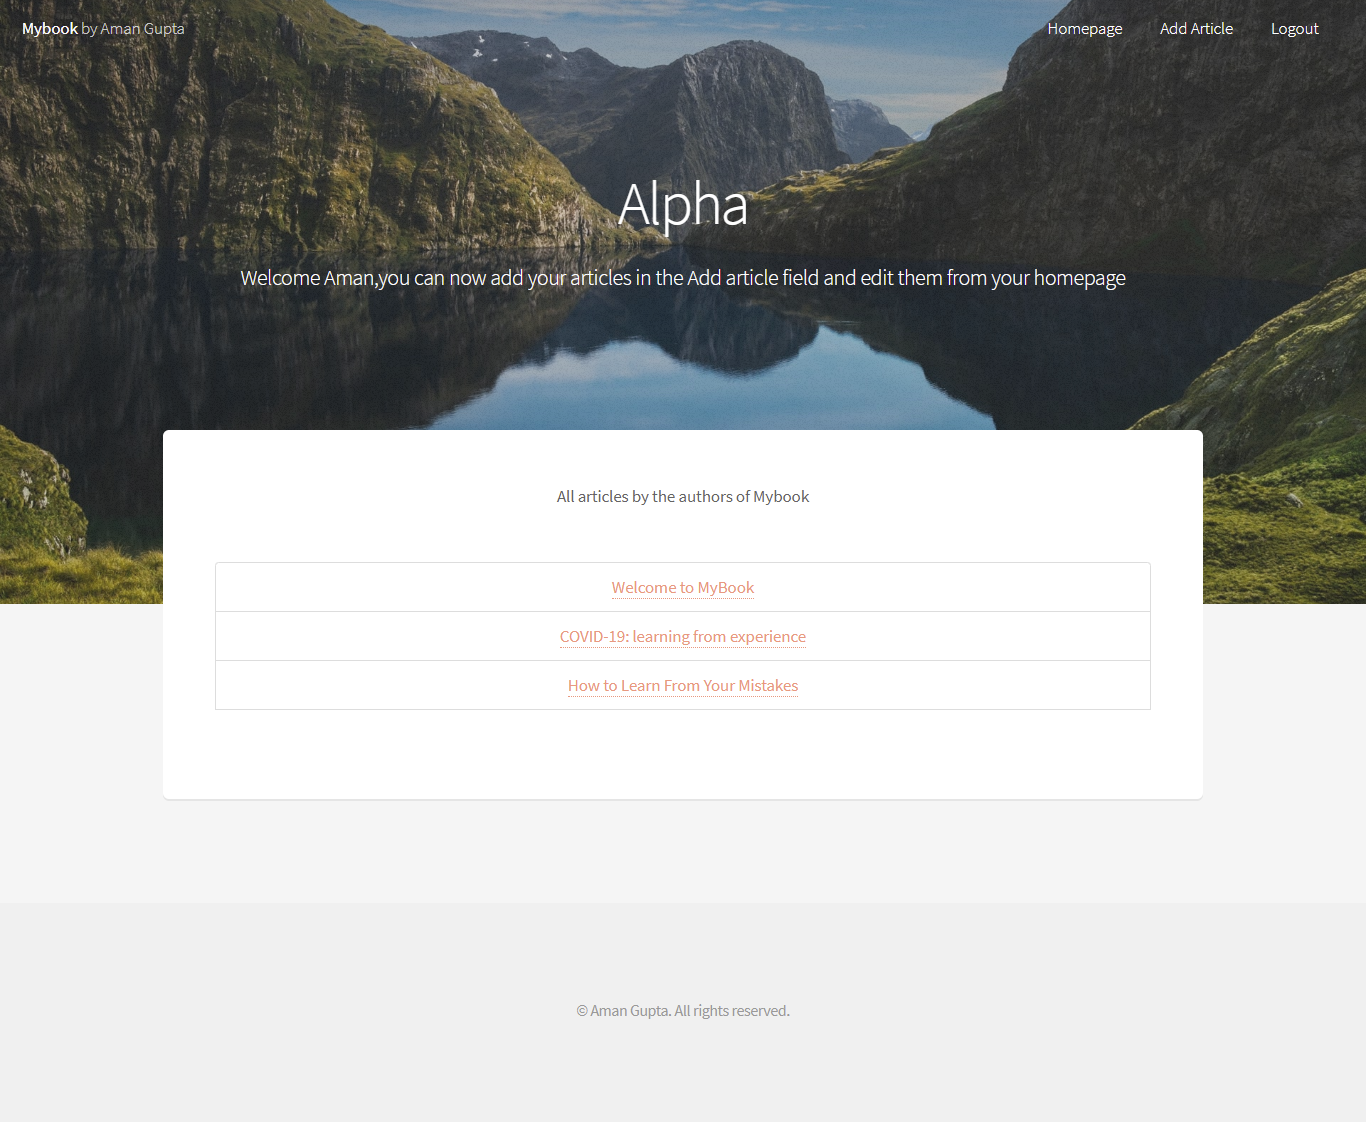 Mybook by Aman Gupta
Homepage Add Article Logout
Alpha
Welcome Aman,you can now add your articles in the Add article field and edit them from your homepage
All articles by the authors of Mybook
Welcome to MyBook
COVID-19: learning from experience
How to Learn From Your Mistakes
© Aman Gupta. All rights reserved.